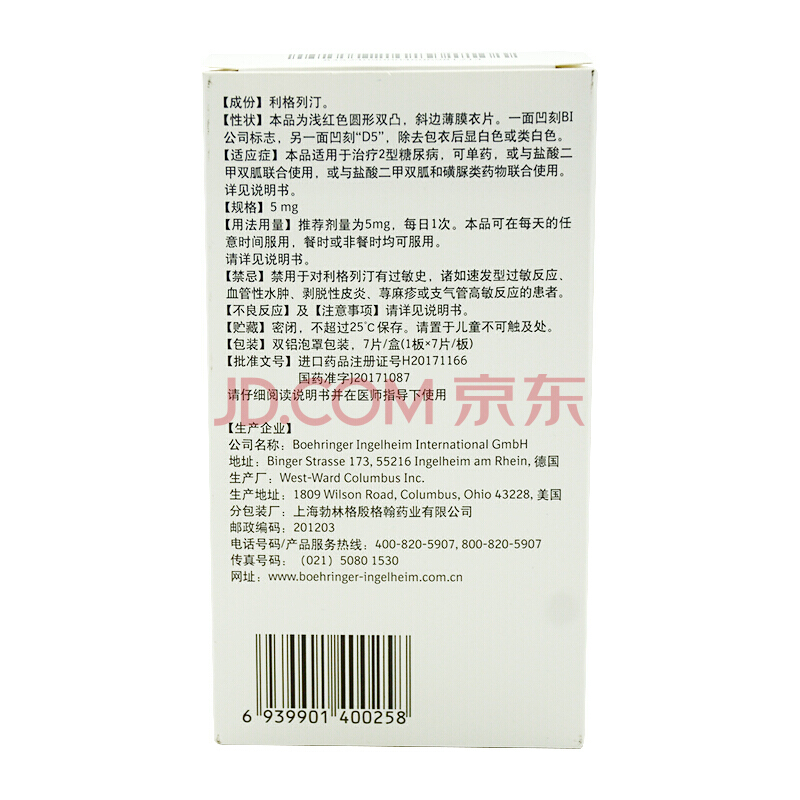 【成份】利格列汀。
【性状】本品为浅红色圆形双凸，斜边薄膜衣片。一面凹刻BI
公司标志，另一面凹刻“D5”，除去包衣后显白色或类白色。
【适应症】本品适用于治疗2型糖尿病，可单药，或与盐酸二
甲双胍联合使用，或与盐酸二甲双胍和磺脲类药物联合使用。
详见说明书。
【规格】5 mg
【用法用量】推荐剂量为5mg，每日1次。本品可在每天的任
意时间服用，餐时或非餐时均可服用。
请详见说明书。
【禁忌】禁用于对利格列汀有过敏史，诸如速发型过敏反应、
血管性水肿、剥脱性皮炎、荨麻疹或支气管高敏反应的患者。
【不良反应】及【注意事项】请详见说明书。
【贮藏】密闭，不超过25℃保存。请置于儿童不可触及处。
【包装】双铝泡罩包装，7片/盒(1板×7片/板)
【批准文号】进口药品注册证号H20171166
国药准字J20171087
请仔细阅读说明书并在医师指导下使用
JD.COM 京东
【生产企业】
公司名称：Boehringer Ingelheim International GmbH
地址：Binger Strasse 173, 55216 Ingelheim am Rhein, 德国
生产厂：West-Ward Columbus Inc.
生产地址：1809 Wilson Road, Columbus, Ohio 43228, 美国
分包装厂：上海勃林格殷格翰药业有限公司
邮政编码：201203
电话号码/产品服务热线：400-820-5907, 800-820-5907
传真号码：（021）5080 1530
网址：www.boehringer-ingelheim.com.cn
6 939901 400258